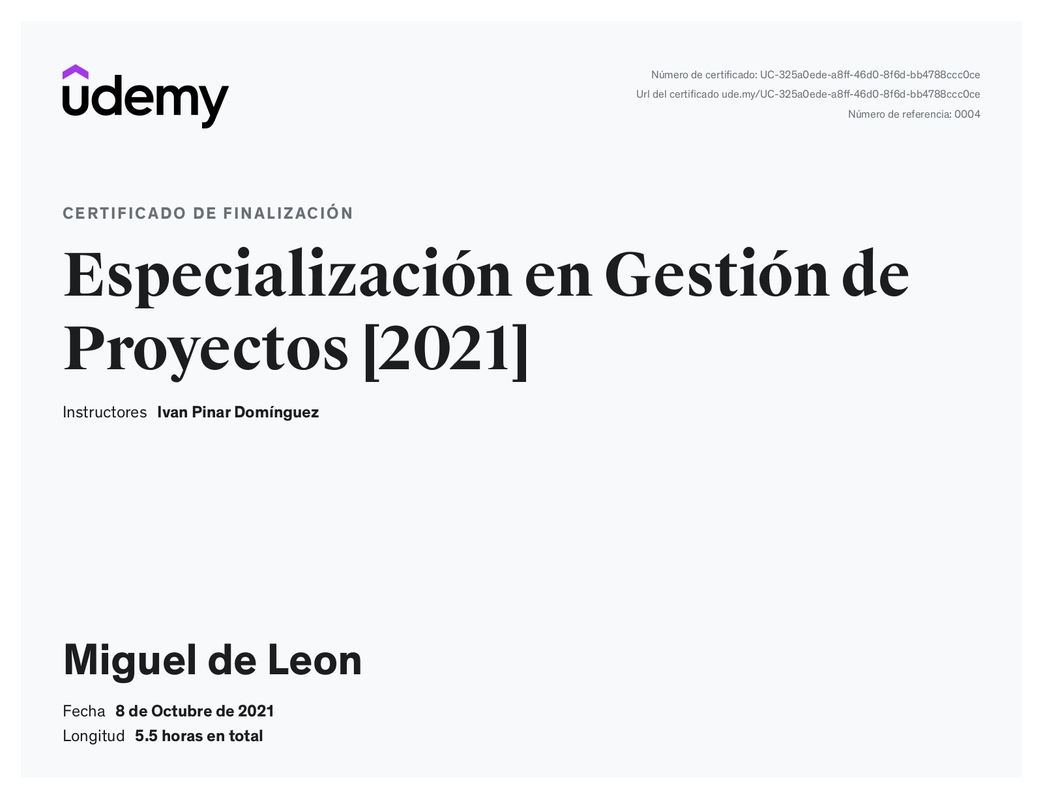 udemy
Número de certificado: UC-325a0ede-a8ff-46d0-8f6d-bb4788ccc0ce
Url del certificado ude.my/UC-325a0ede-a8ff-46d0-8f6d-bb4788ccc0ce
Número de referencia: 0004
CERTIFICADO DE FINALIZACIÓN
Especialización en Gestión de
Proyectos [2021]
Instructores Ivan Pinar Domínguez
Miguel de Leon
Fecha 8 de Octubre de 2021
Longitud 5.5 horas en total